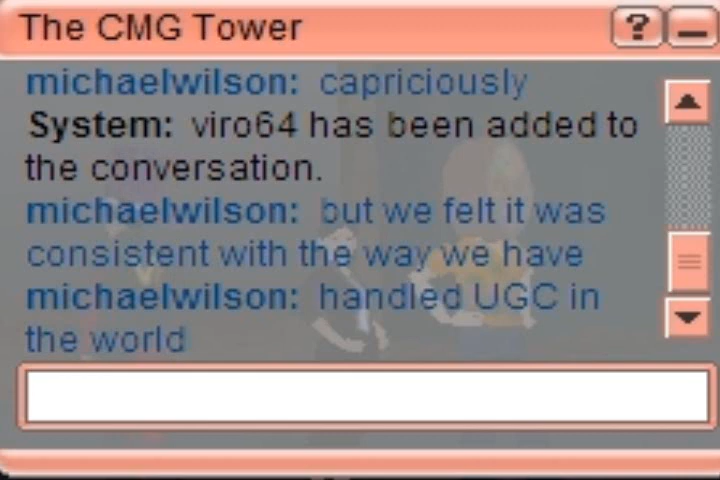 The CMG Tower
?
michaelwilson: capriciously
System: viro64 has been added to
the conversation.
michaelwilson: but we felt it was
consistent with the way we have
michaelwilson: handled UGC in
the world